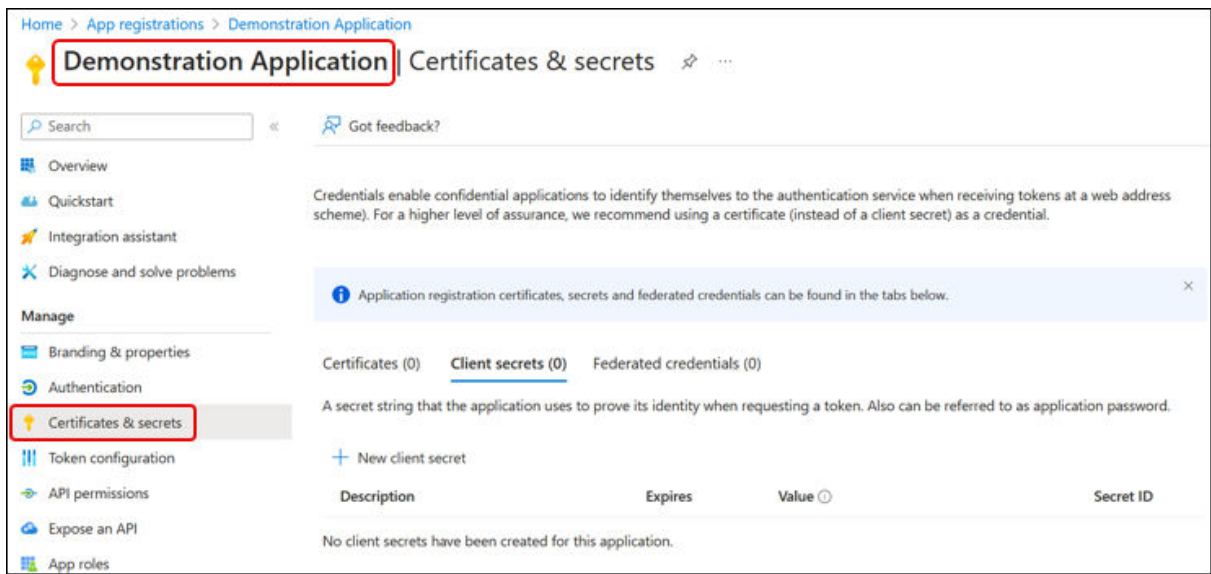 Home > App registrations > Demonstration Application
Demonstration Application | Certificates & secrets
Search
Overview
Quickstart
Integration assistant
Diagnose and solve problems
Manage
Branding & properties
Authentication
Certificates & secrets
Token configuration
API permissions
Expose an API
App roles
Got feedback?
Credentials enable confidential applications to identify themselves to the authentication service when receiving tokens at a web address
scheme). For a higher level of assurance, we recommend using a certificate (instead of a client secret) as a credential.
Application registration certificates, secrets and federated credentials can be found in the tabs below.
Certificates (0) Client secrets (0) Federated credentials (0)
A secret string that the application uses to prove its identity when requesting a token. Also can be referred to as application password.
New client secret
Description Expires Value Secret ID
No client secrets have been created for this application.